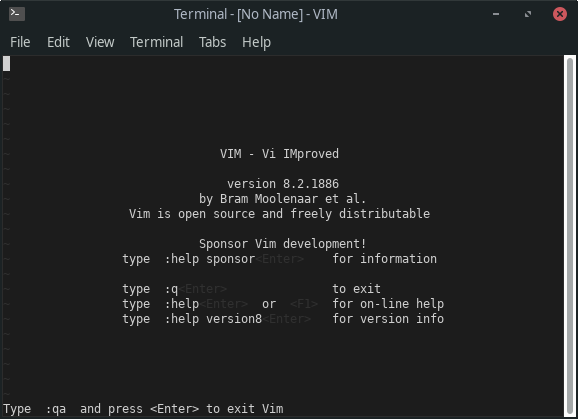 Terminal - [No Name] - VIM
File Edit View Terminal Tabs Help
~
~
~
~
~
~
VIM - Vi IMproved
~
~
version 8.2.1886
by Bram Moolenaar et al.
Vim is open source and freely distributable
~
Sponsor Vim development!
type :help sponsor<Enter> for information
~
type :q<Enter> to exit
type :help<Enter> or <F1> for on-line help
type :help version8<Enter> for version info
~
~
~
~
~
Type :qa and press <Enter> to exit Vim